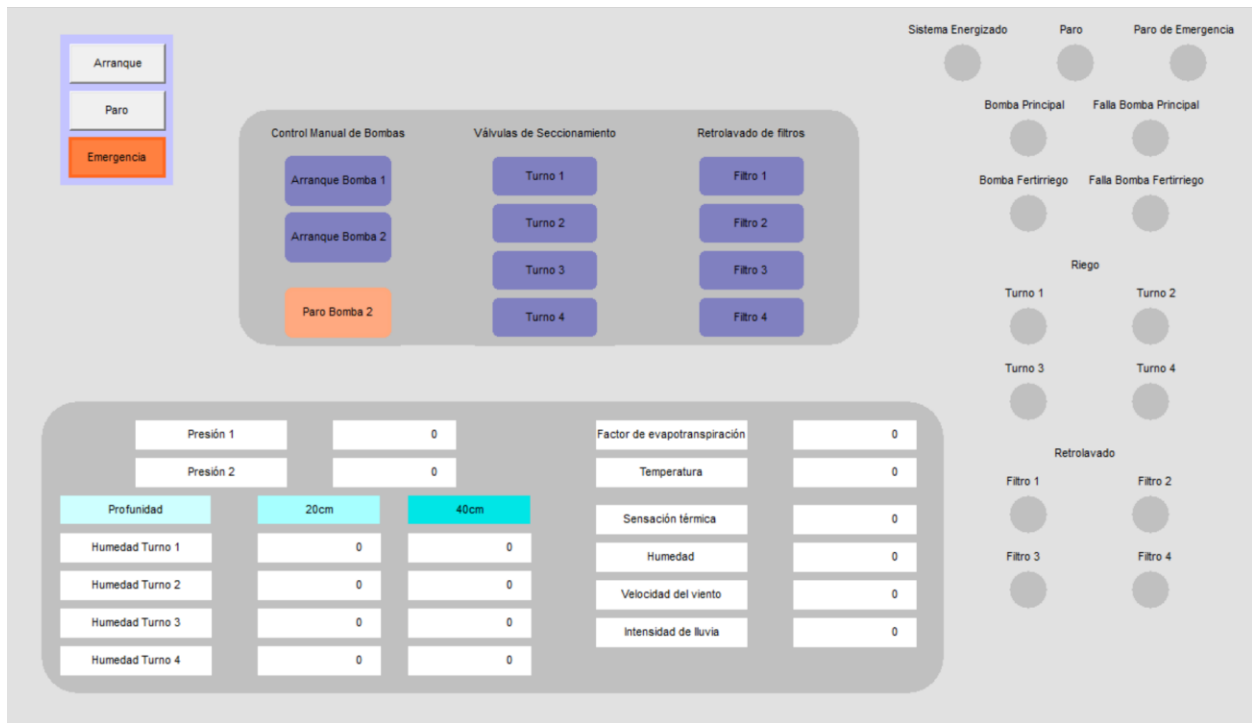 Arranque
Paro
Emergencia
Control Manual de Bombas
Arranque Bomba 1
Arranque Bomba 2
Paro Bomba 2
Válvulas de Seccionamiento
Turno 1
Turno 2
Turno 3
Turno 4
Retrolavado de filtros
Filtro 1
Filtro 2
Filtro 3
Filtro 4
Sistema Energizado Paro Paro de Emergencia
Bomba Principal Falla Bomba Principal
Bomba Fertirriego Falla Bomba Fertirriego
Riego
Turno 1 Turno 2
Turno 3 Turno 4
Retrolavado
Filtro 1 Filtro 2
Filtro 3 Filtro 4
Presión 1 0
Presión 2 0
Profunidad 20cm 40cm
Humedad Turno 1 0 0
Humedad Turno 2 0 0
Humedad Turno 3 0 0
Humedad Turno 4 0 0
Factor de evapotranspiración 0
Temperatura 0
Sensación térmica 0
Humedad 0
Velocidad del viento 0
Intensidad de lluvia 0